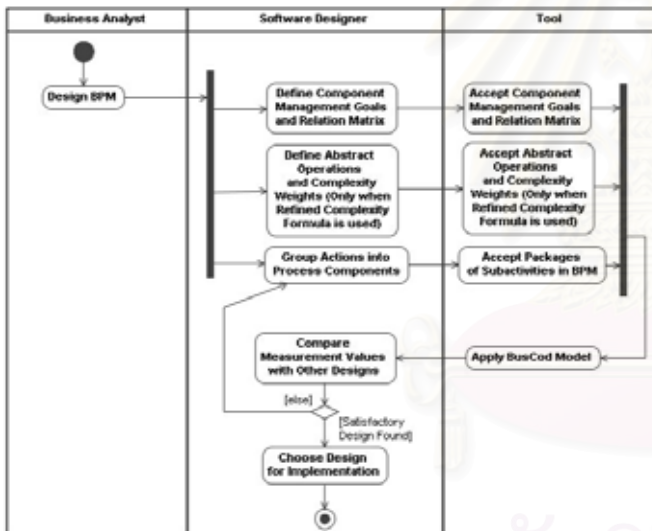 Business Analyst
Software Designer
Tool
Design BPM
Define Component
Management Goals
and Relation Matrix
Accept Component
Management Goals
and Relation Matrix
Define Abstract
Operations
and Complexity
Weights (Only when
Refined Complexity
Formula is used)
Accept Abstract
Operations
and Complexity
Weights (Only when
Refined Complexity
Formula is used)
Group Actions into
Process Components
Accept Packages
of Subactivities in BPM
Compare
Measurement Values
with Other Designs
Apply BusCod Model
[else]
[Satisfactory
Design Found]
Choose Design
for Implementation